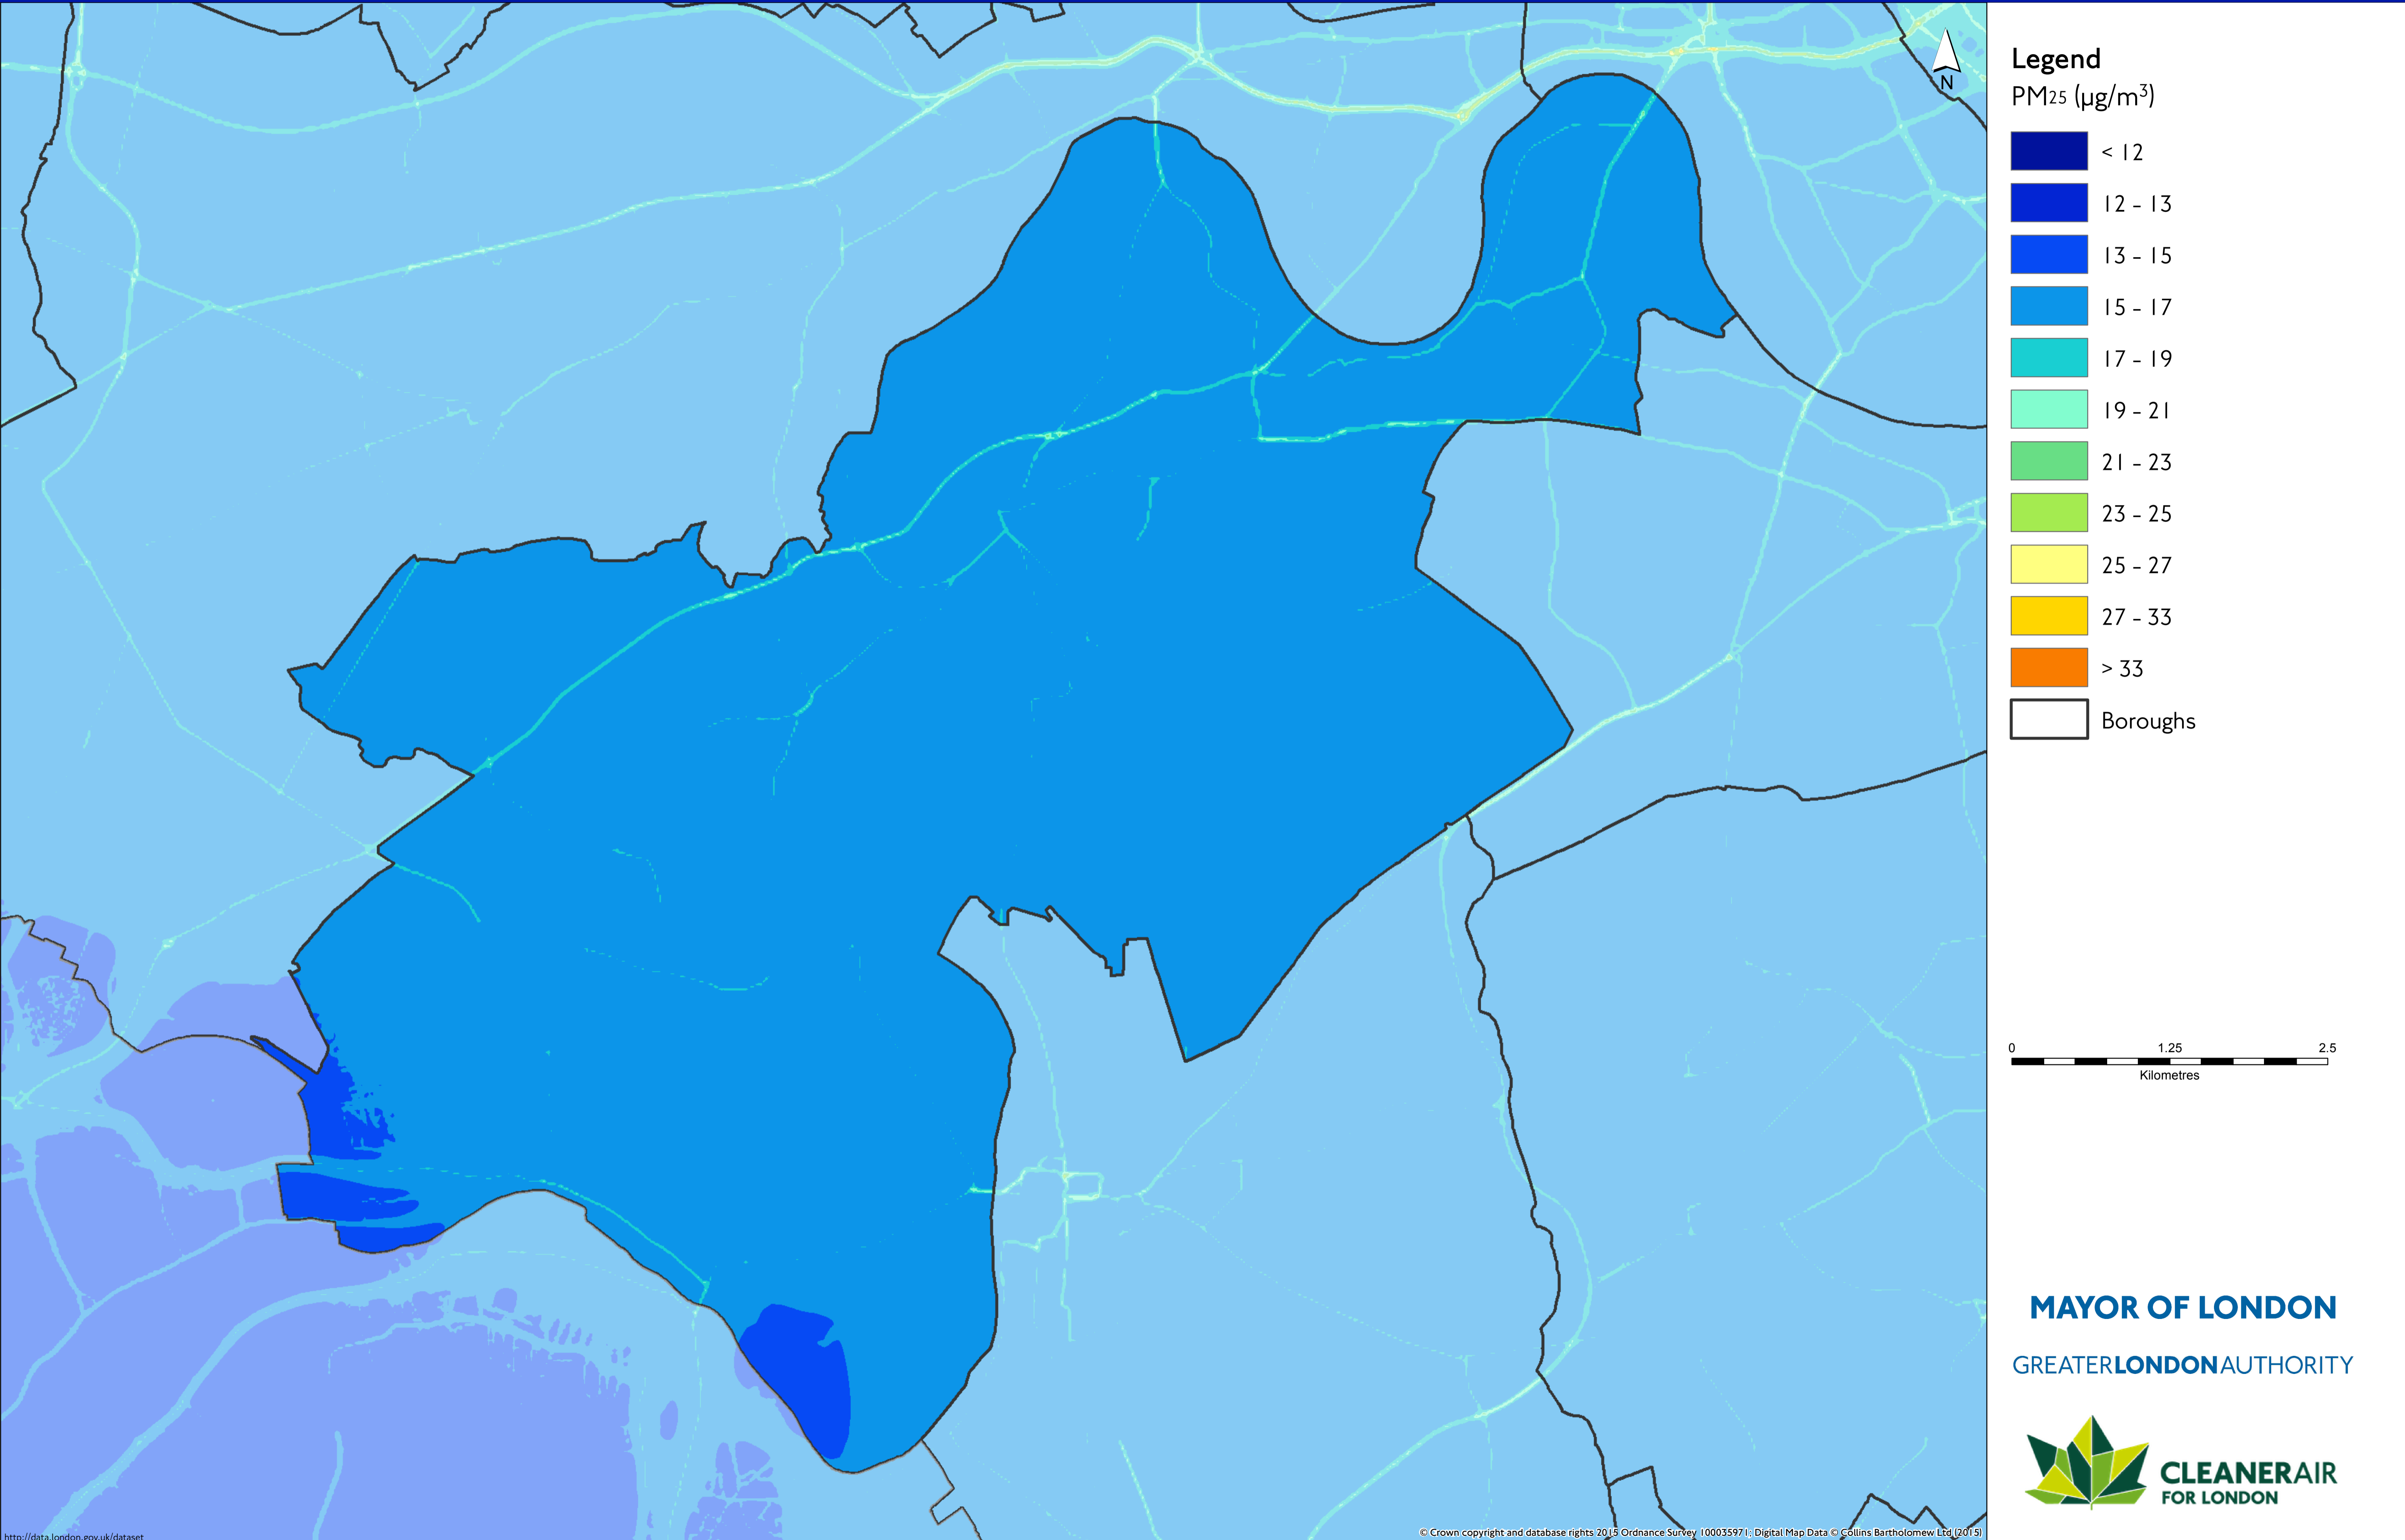 N
Legend
PM25 (µg/m3)
< 12
12 - 13
13 - 15
15 - 17
17 - 19
19 - 21
21 - 23
23 - 25
25 - 27
27 - 33
> 33
Boroughs
0 1.25 2.5
Kilometres
MAYOR OF LONDON
GREATERLONDONAUTHORITY
CLEANERAIR
FOR LONDON
http://data.london.gov.uk/dataset
© Crown copyright and database rights 2015 Ordnance Survey 100035971; Digital Map Data © Collins Bartholomew Ltd (2015)